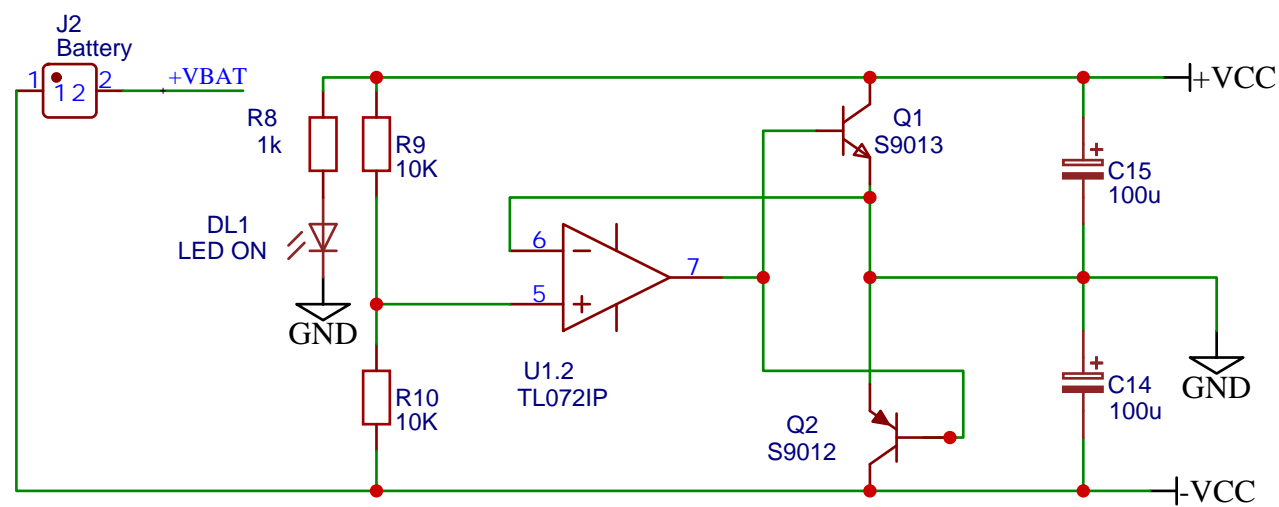 J2
Battery
1
1 2
2
+VBAT
+VCC
R8
1k
R9
10K
Q1
S9013
C15
100u
DL1
LED ON
GND
6
5
7
U1.2
TL072IP
R10
10K
Q2
S9012
C14
100u
GND
-VCC